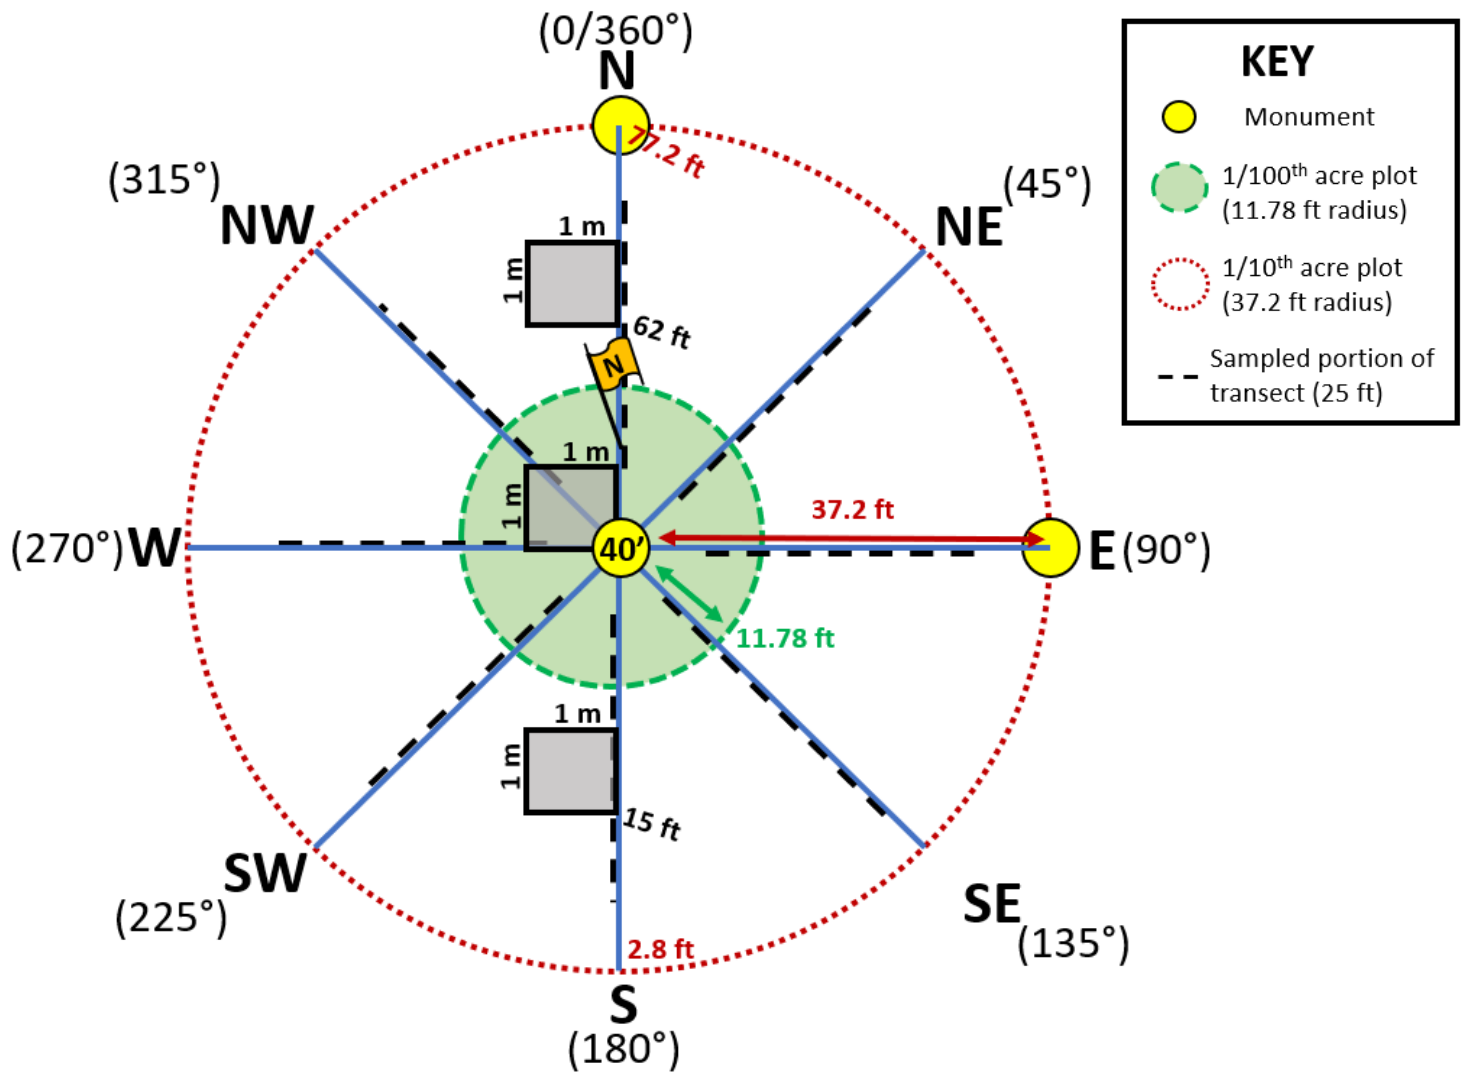 (0/360°)
N
77.2 ft
(315°)
NW
(45°)
NE
1 m
1 m
62 ft
N
1 m
1 m
37.2 ft
(270°) W
40’
E (90°)
11.78 ft
1 m
1 m
15 ft
SW
(225°)
SE
(135°)
2.8 ft
S
(180°)
KEY
Monument
1/100th acre plot
(11.78 ft radius)
1/10th acre plot
(37.2 ft radius)
Sampled portion of
transect (25 ft)